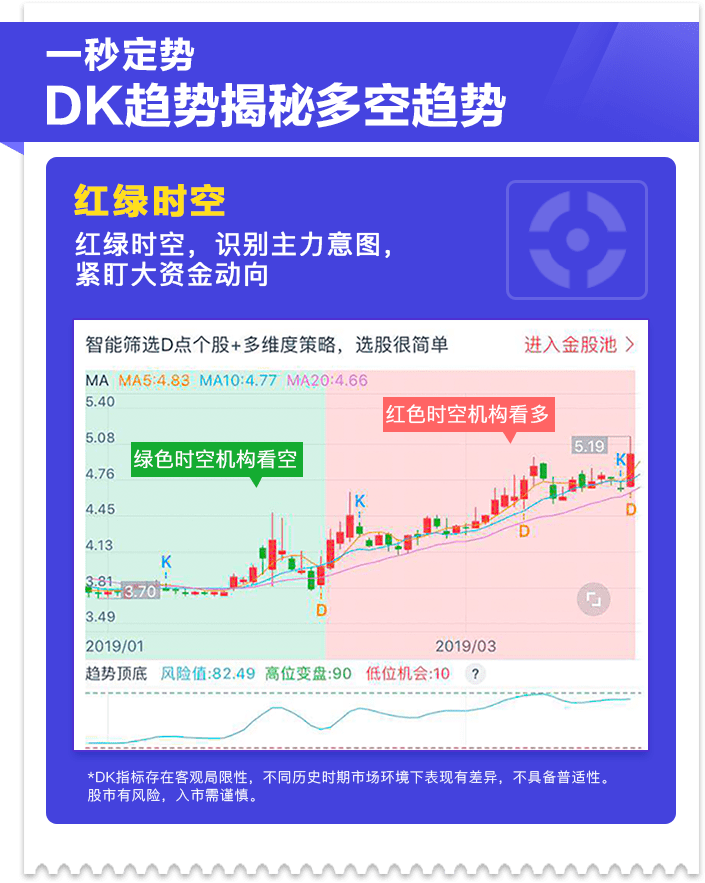 一秒定势
DK趋势揭秘多空趋势
红绿时空
红绿时空，识别主力意图，
紧盯大资金动向
智能筛选D点个股+多维度策略，选股很简单 进入金股池 >
MA MA5:4.83 MA10:4.77 MA20:4.66
5.40
红色时空机构看多
5.08
5.19
绿色时空机构看空
K
4.76
K
4.45
D
D
4.13
K
3.81
3.70
D
3.49
2019/01 2019/03
趋势顶底 风险值:82.49 高位变盘:90 低位机会:10 ?
*DK指标存在客观局限性，不同历史时期市场环境下表现有差异，不具备普适性。
股市有风险，入市需谨慎。